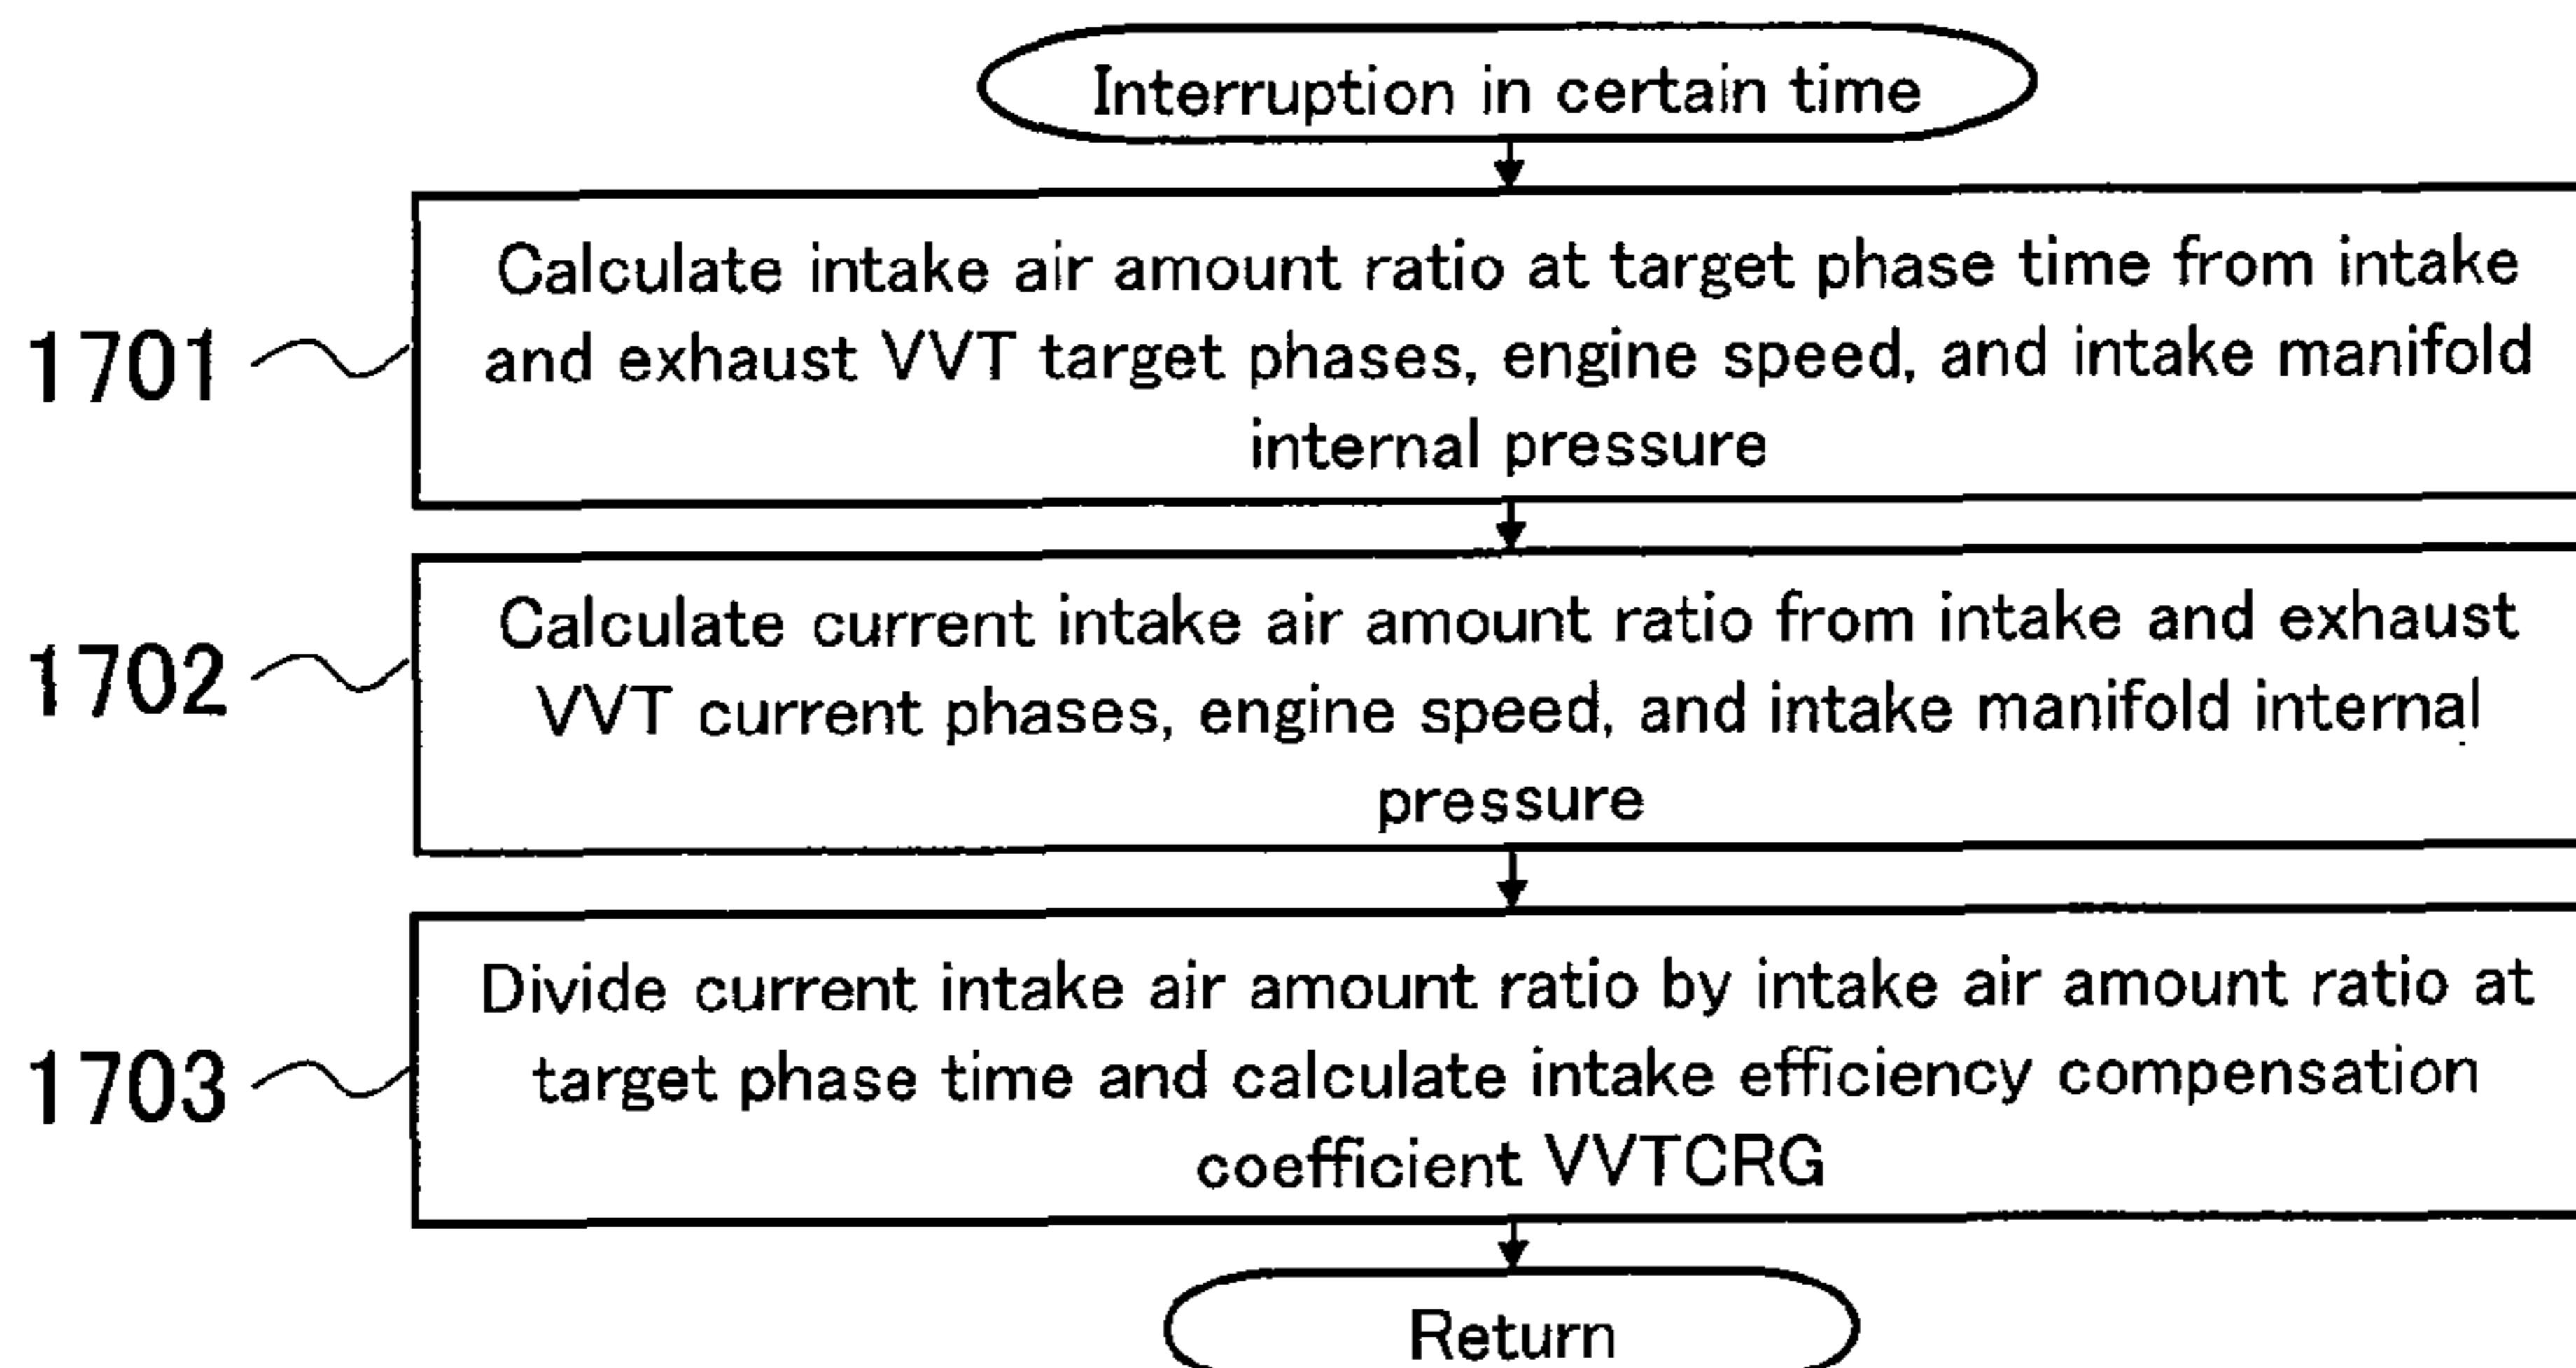 Interruption in certain time
Calculate intake air amount ratio at target phase time from intake
and exhaust VVT target phases, engine speed, and intake manifold
internal pressure
1701
Calculate current intake air amount ratio from intake and exhaust
VVT current phases, engine speed, and intake manifold internal
pressure
1702
Divide current intake air amount ratio by intake air amount ratio at
target phase time and calculate intake efficiency compensation
coefficient VVTCRG
1703
Return